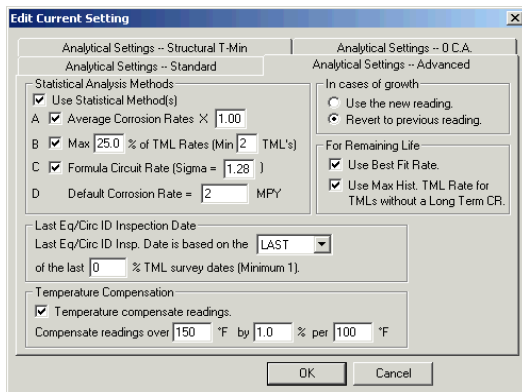 Edit Current Setting
Analytical Settings -- Structural T-Min
Analytical Settings -- 0 C.A.
Analytical Settings -- Standard
Analytical Settings -- Advanced
Statistical Analysis Methods
Use Statistical Method(s)
A Average Corrosion Rates X 1.00
B Max 25.0 % of TML Rates (Min 2 TML's)
C Formula Circuit Rate (Sigma = 1.28 )
D Default Corrosion Rate = 2 MPY
In cases of growth
Use the new reading.
Revert to previous reading.
For Remaining Life
Use Best Fit Rate.
Use Max Hist. TML Rate for
TMLs without a Long Term CR.
Last Eq/Circ ID Inspection Date
Last Eq/Circ ID Insp. Date is based on the LAST
of the last 0 % TML survey dates (Minimum 1).
Temperature Compensation
Temperature compensate readings.
Compensate readings over 150 °F by 1.0 % per 100 °F
OK Cancel